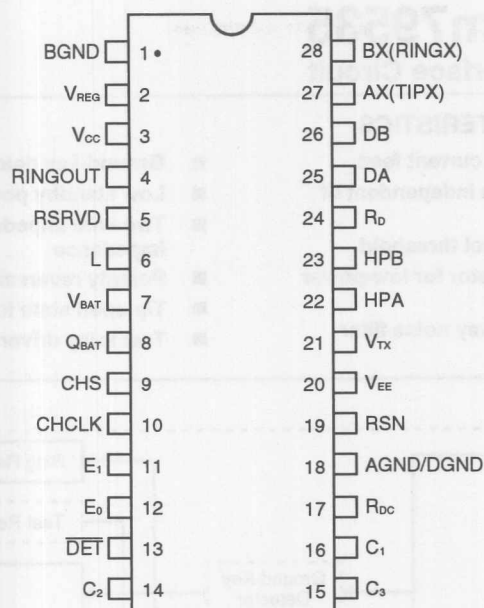 BGND 1 • 28 BX(RINGX)
VREG 2 27 AX(TIPX)
VCC 3 26 DB
RINGOUT 4 25 DA
RSRVD 5 24 RD
L 6 23 HPB
VBAT 7 22 HPA
QBAT 8 21 VTX
CHS 9 20 VEE
CHCLK 10 19 RSN
E1 11 18 AGND/DGND
E0 12 17 RDC
D̅E̅T̅ 13 16 C1
C2 14 15 C3